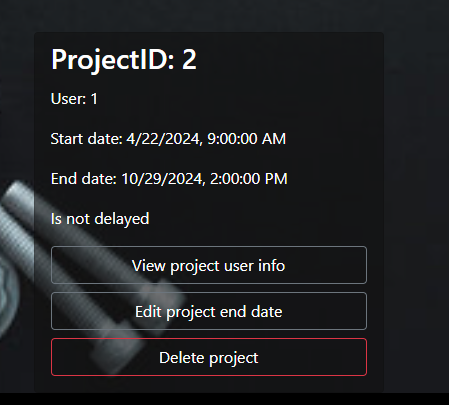 ProjectID: 2
User: 1
Start date: 4/22/2024, 9:00:00 AM
End date: 10/29/2024, 2:00:00 PM
Is not delayed
View project user info
Edit project end date
Delete project